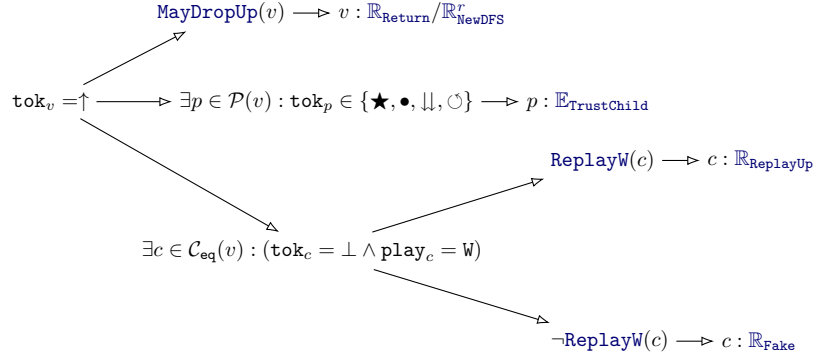 MayDropUp(v) → v : ℝ_Return/ℝ^r_NewDFS
tok_v =↑ → ∃p ∈ 𝒫(v) : tok_p ∈ {★, •, ⇊, ↺} → p : 𝔼_TrustChild
ReplayW(c) → c : ℝ_ReplayUp
∃c ∈ 𝒞_eq(v) : (tok_c = ⊥ ∧ play_c = W)
¬ReplayW(c) → c : ℝ_Fake